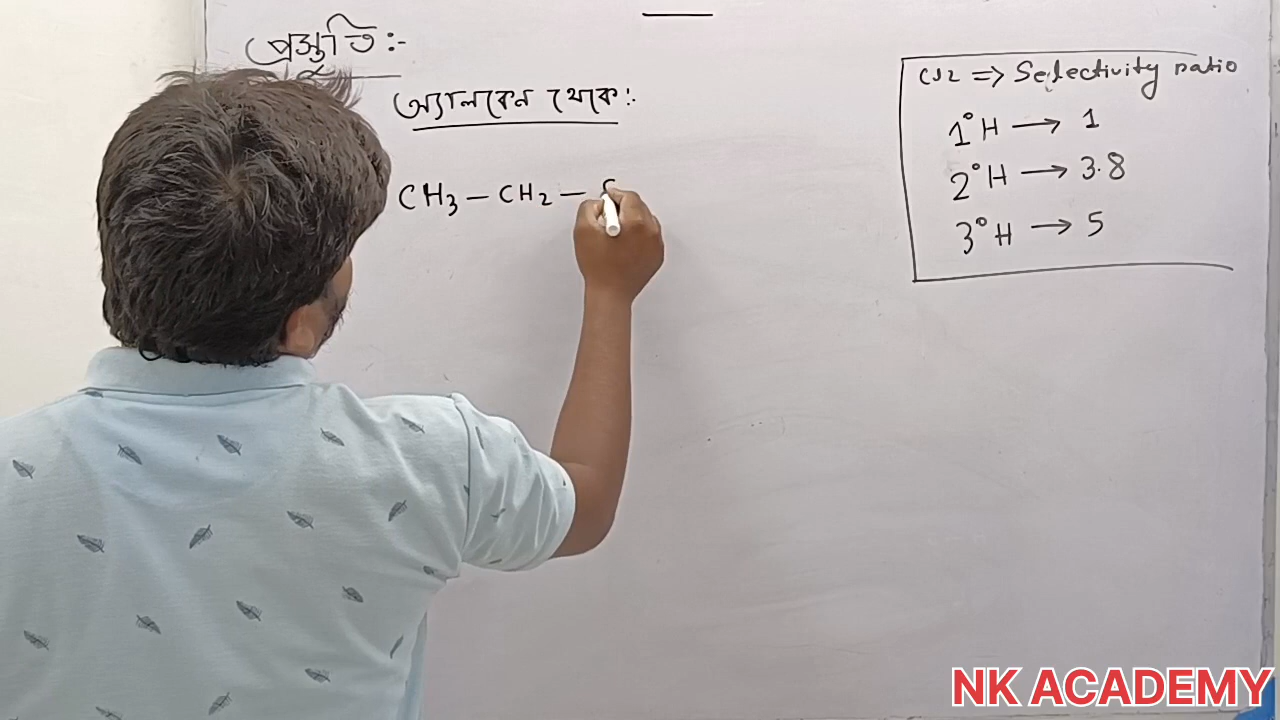 প্রস্তুতি :-
অ্যালকেন থেকে :-
CH₃ – CH₂ – C
Cl2 => Selectivity ratio
1° H → 1
2° H → 3.8
3° H → 5
NK ACADEMY